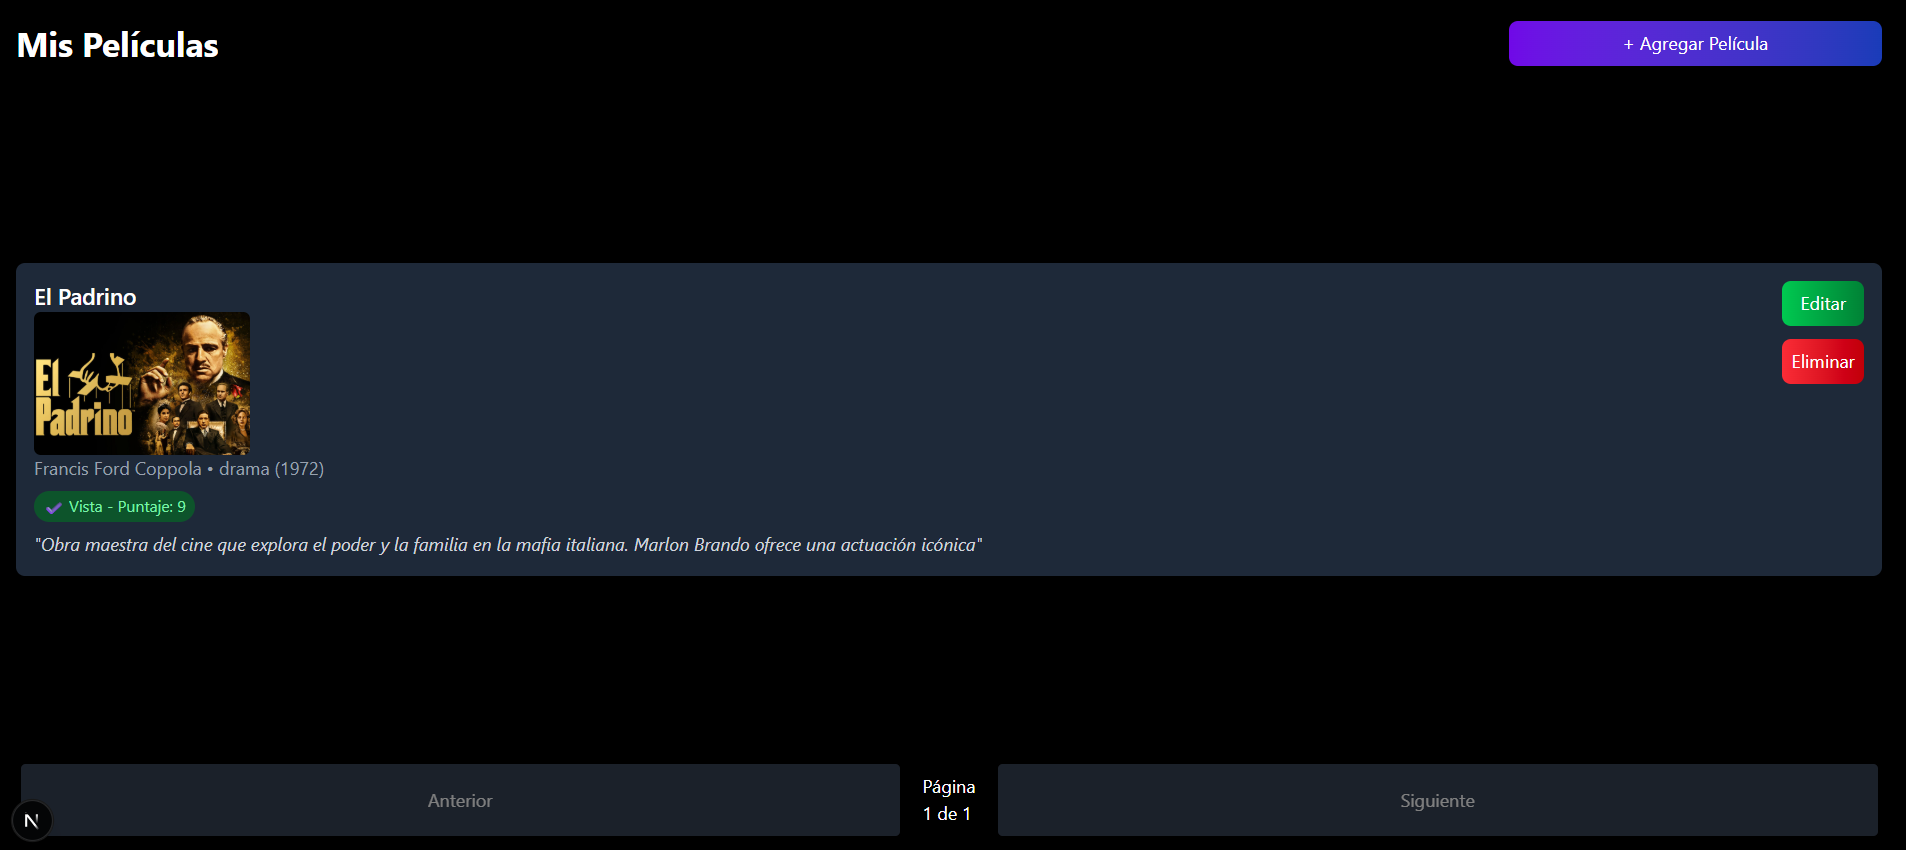 Mis Películas
+ Agregar Película
El Padrino
Editar
El
Padrino
Eliminar
Francis Ford Coppola • drama (1972)
✔ Vista - Puntaje: 9
"Obra maestra del cine que explora el poder y la familia en la mafia italiana. Marlon Brando ofrece una actuación icónica"
Anterior
Página
1 de 1
Siguiente
N